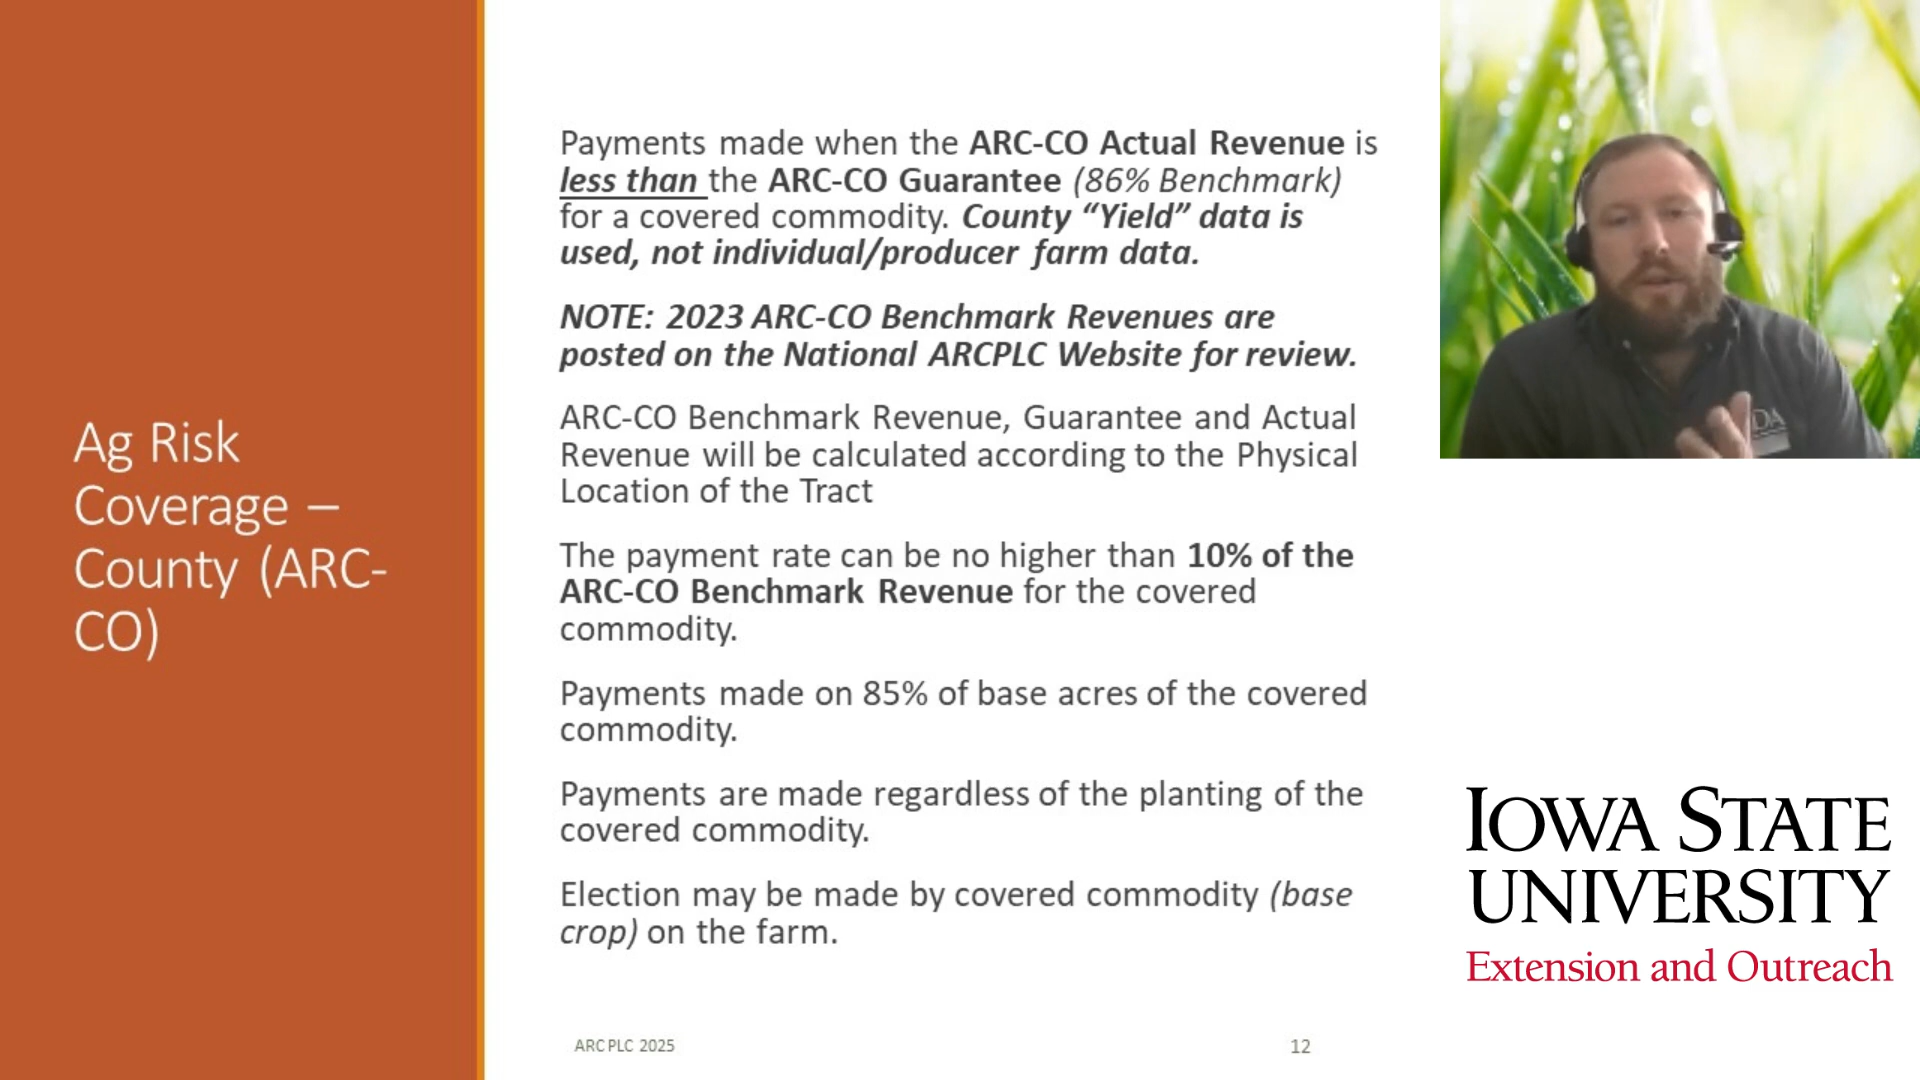 Ag Risk
Coverage –
County (ARC-
CO)
Payments made when the ARC-CO Actual Revenue is
less than the ARC-CO Guarantee (86% Benchmark)
for a covered commodity. County “Yield” data is
used, not individual/producer farm data.
NOTE: 2023 ARC-CO Benchmark Revenues are
posted on the National ARCPLC Website for review.
ARC-CO Benchmark Revenue, Guarantee and Actual
Revenue will be calculated according to the Physical
Location of the Tract
The payment rate can be no higher than 10% of the
ARC-CO Benchmark Revenue for the covered
commodity.
Payments made on 85% of base acres of the covered
commodity.
Payments are made regardless of the planting of the
covered commodity.
Election may be made by covered commodity (base
crop) on the farm.
ARC PLC 2025
12
IOWA STATE
UNIVERSITY
Extension and Outreach